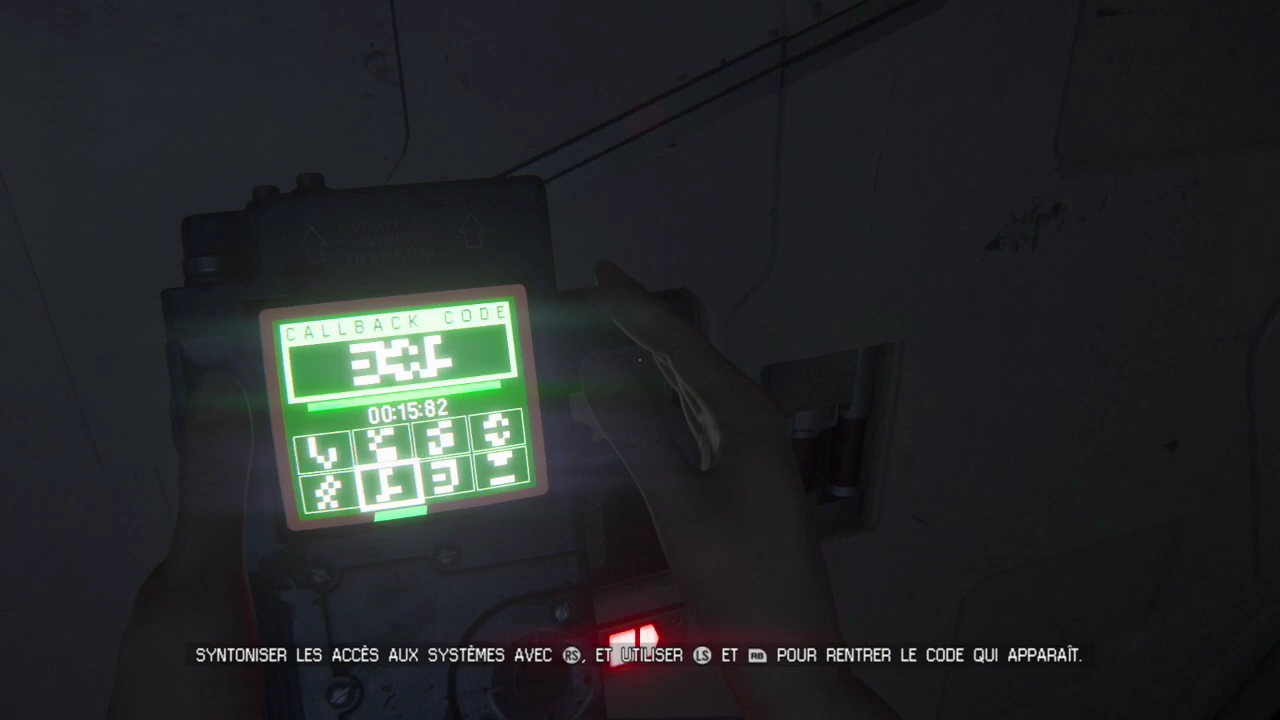 CALLBACK CODE
00:15:82
SYNTONISER LES ACCÈS AUX SYSTÈMES AVEC RS, ET UTILISER LS ET RB POUR RENTRER LE CODE QUI APPARAÎT.